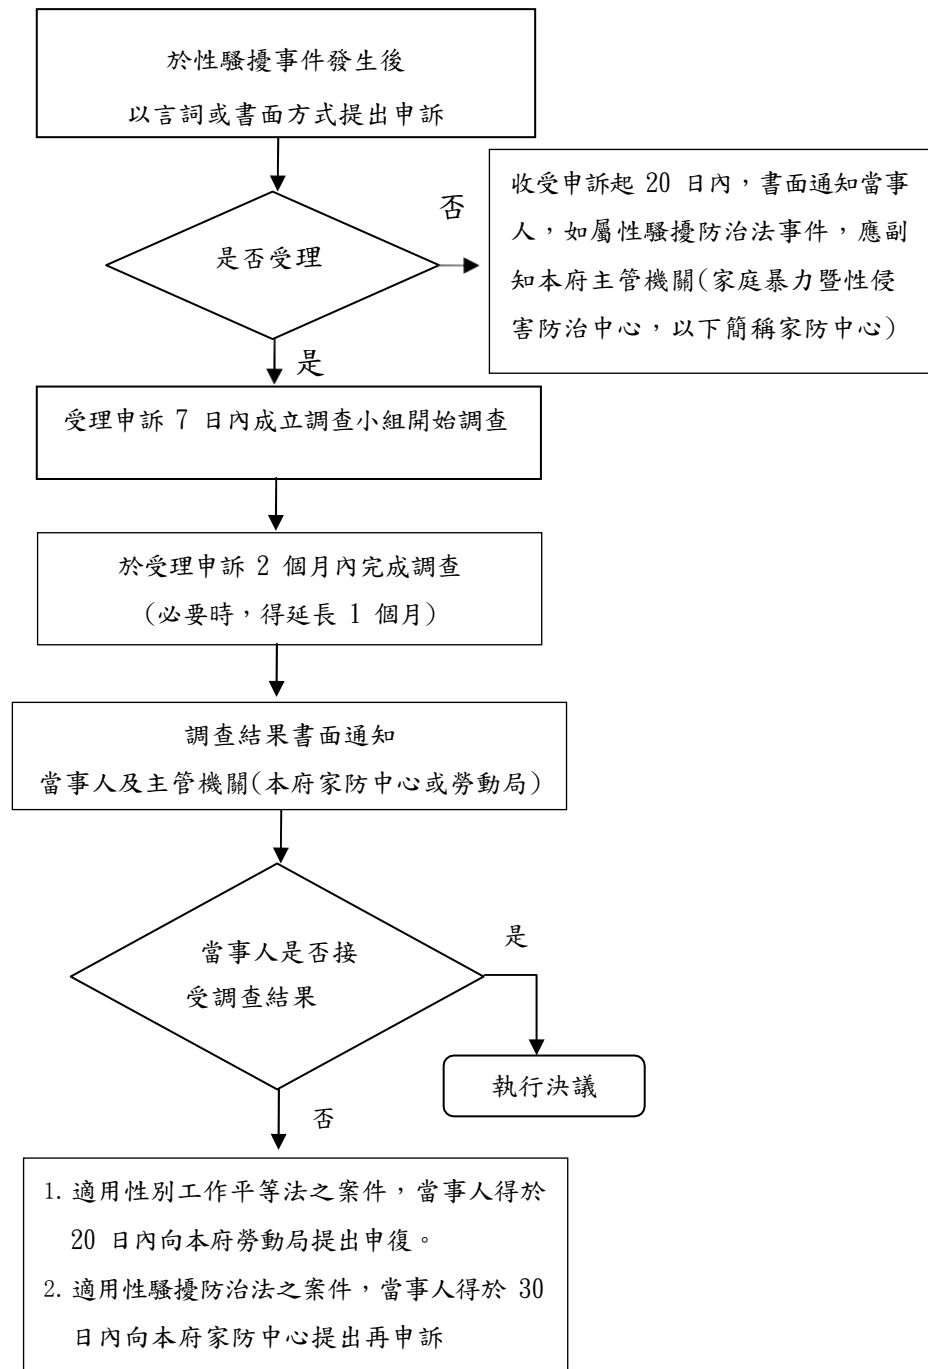 於性騷擾事件發生後
以言詞或書面方式提出申訴
是否受理
否
收受申訴起 20 日內，書面通知當事
人，如屬性騷擾防治法事件，應副
知本府主管機關(家庭暴力暨性侵
害防治中心，以下簡稱家防中心)
是
受理申訴 7 日內成立調查小組開始調查
於受理申訴 2 個月內完成調查
(必要時，得延長 1 個月)
調查結果書面通知
當事人及主管機關(本府家防中心或勞動局)
當事人是否接
受調查結果
是
執行決議
否
1. 適用性別工作平等法之案件，當事人得於
20 日內向本府勞動局提出申復。
2. 適用性騷擾防治法之案件，當事人得於 30
日內向本府家防中心提出再申訴